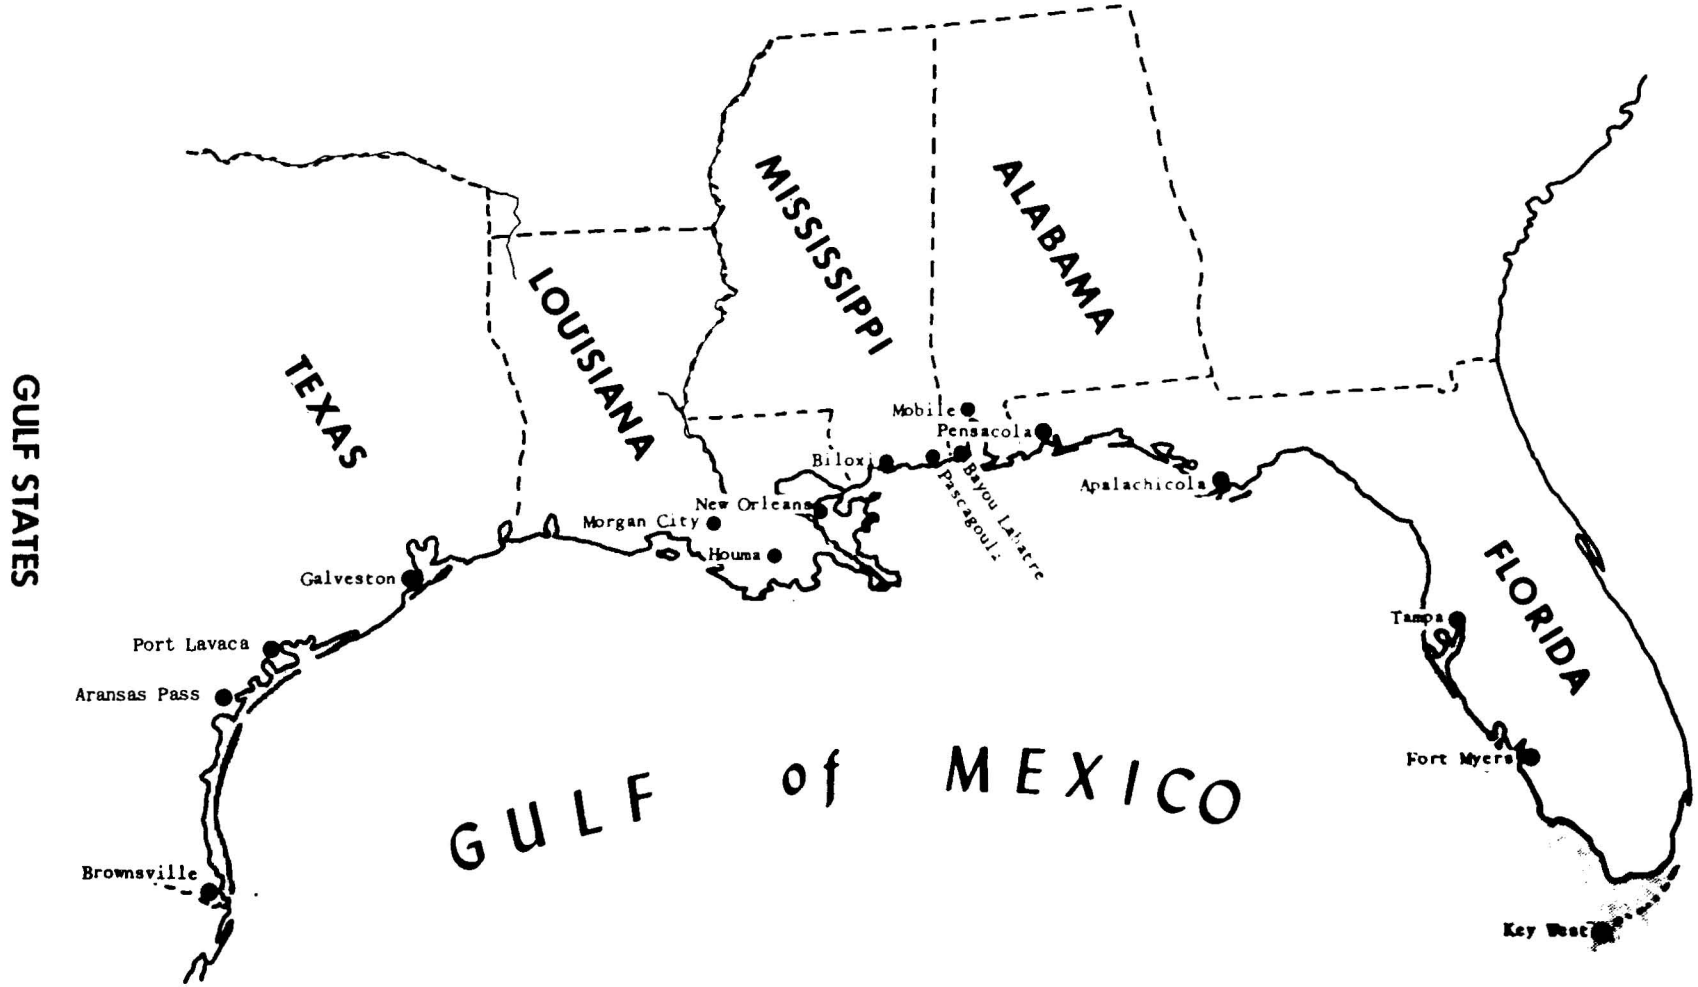 GULF STATES
MISSISSIPPI
ALABAMA
LOUISIANA
TEXAS
Mobile
Pensacola
Biloxi
Bayou Labatre
Pascagoula
Apalachicola
New Orleans
Morgan City
Houma
Galveston
FLORIDA
Tampa
Port Lavaca
Aransas Pass
Fort Myers
GULF of MEXICO
Brownsville
Key West